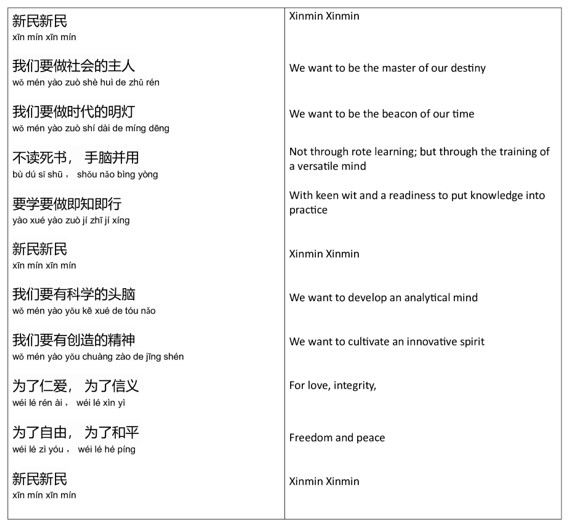 新民新民
xīn mín xīn mín
Xinmin Xinmin
我们要做社会的主人
wǒ mén yào zuò shè huì de zhǔ rén
We want to be the master of our destiny
我们要做时代的明灯
wǒ mén yào zuò shí dài de míng dēng
We want to be the beacon of our time
不读死书， 手脑并用
bù dú sǐ shū ， shǒu nǎo bìng yòng
Not through rote learning; but through the training of
a versatile mind
要学要做即知即行
yào xué yào zuò jí zhī jí xíng
With keen wit and a readiness to put knowledge into
practice
新民新民
xīn mín xīn mín
Xinmin Xinmin
我们要有科学的头脑
wǒ mén yào yǒu kē xué de tóu nǎo
We want to develop an analytical mind
我们要有创造的精神
wǒ mén yào yǒu chuàng zào de jīng shén
We want to cultivate an innovative spirit
为了仁爱， 为了信义
wéi lé rén ài ， wéi lé xìn yì
For love, integrity,
为了自由， 为了和平
wéi lé zì yóu ， wéi lé hé píng
Freedom and peace
新民新民
xīn mín xīn mín
Xinmin Xinmin